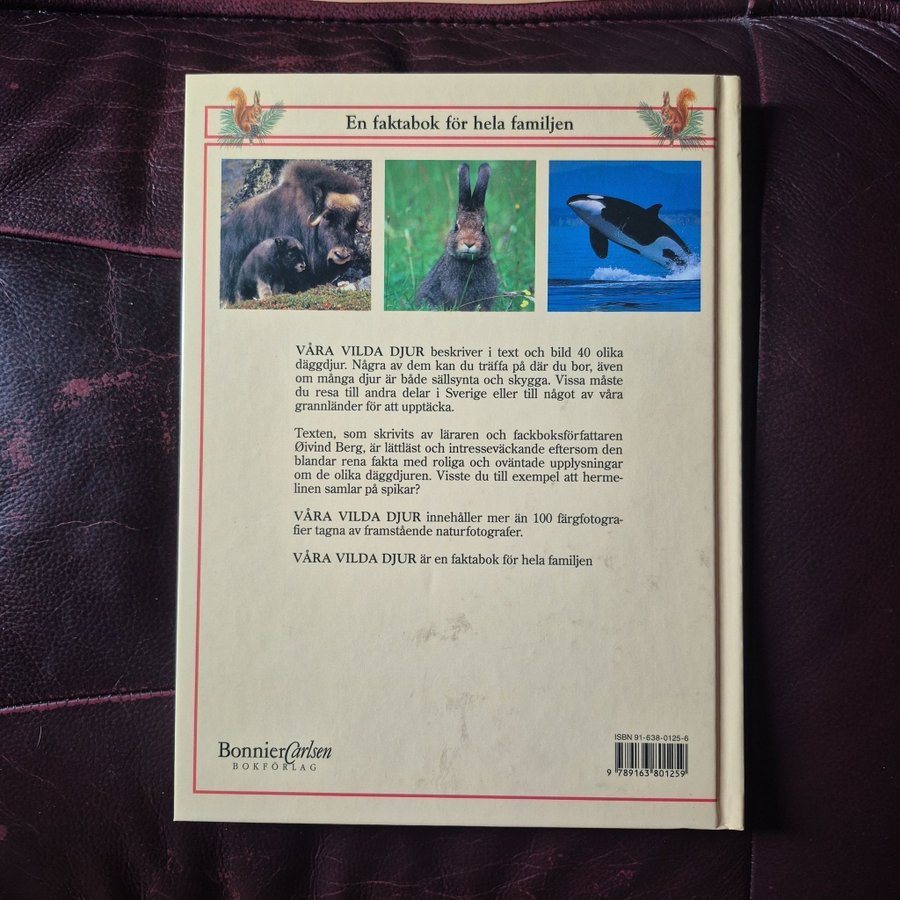 En faktabok för hela familjen
VÅRA VILDA DJUR beskriver i text och bild 40 olika
däggdjur. Några av dem kan du träffa på där du bor, även
om många djur är både sällsynta och skygga. Vissa måste
du resa till andra delar i Sverige eller till något av våra
grannländer för att upptäcka.
Texten, som skrivits av läraren och fackboksförfattaren
Øivind Berg, är lättläst och intresseväckande eftersom den
blandar rena fakta med roliga och oväntade upplysningar
om de olika däggdjuren. Visste du till exempel att herme-
linen samlar på spikar?
VÅRA VILDA DJUR innehåller mer än 100 färgfotogra-
fier tagna av framstående naturfotografer.
VÅRA VILDA DJUR är en faktabok för hela familjen
BonnierCarlsen
BOKFÖRLAG
ISBN 91-638-0125-6
9 789163 801259